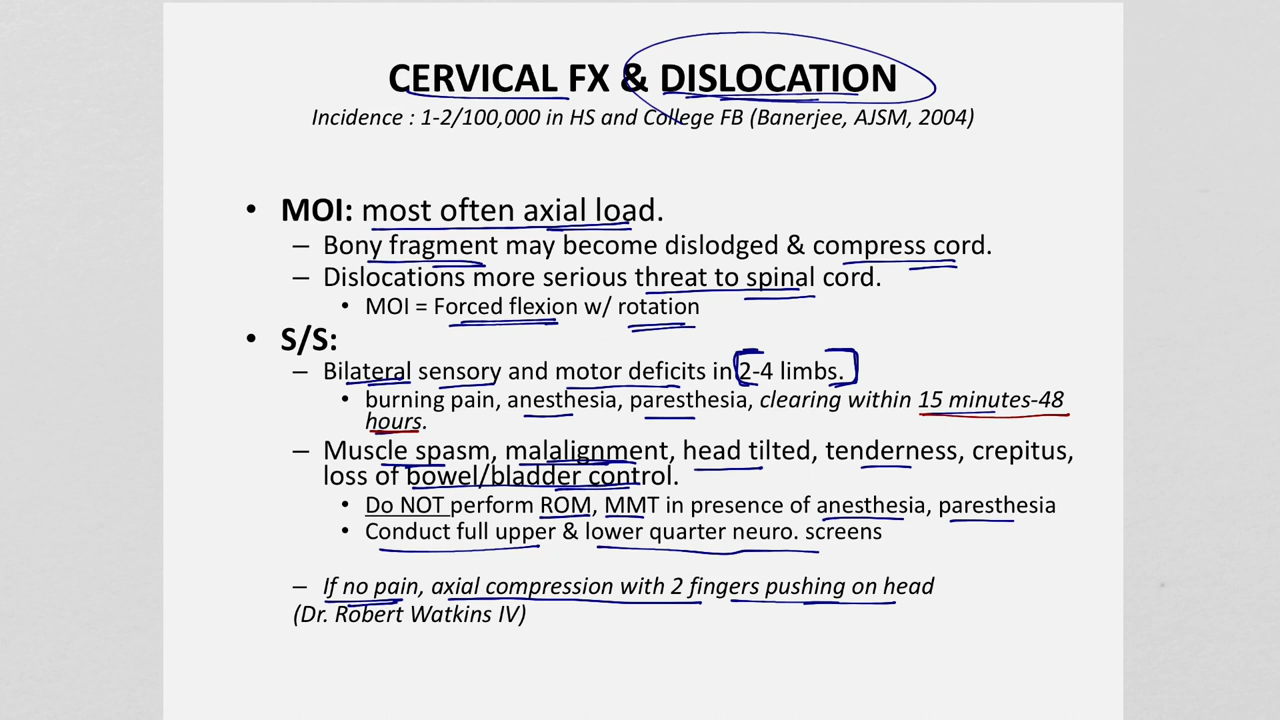 CERVICAL FX & DISLOCATION
Incidence : 1-2/100,000 in HS and College FB (Banerjee, AJSM, 2004)
• MOI: most often axial load.
– Bony fragment may become dislodged & compress cord.
– Dislocations more serious threat to spinal cord.
• MOI = Forced flexion w/ rotation
• S/S:
– Bilateral sensory and motor deficits in 2-4 limbs.
• burning pain, anesthesia, paresthesia, clearing within 15 minutes-48
hours.
– Muscle spasm, malalignment, head tilted, tenderness, crepitus,
loss of bowel/bladder control.
• Do NOT perform ROM, MMT in presence of anesthesia, paresthesia
• Conduct full upper & lower quarter neuro. screens
– If no pain, axial compression with 2 fingers pushing on head
(Dr. Robert Watkins IV)